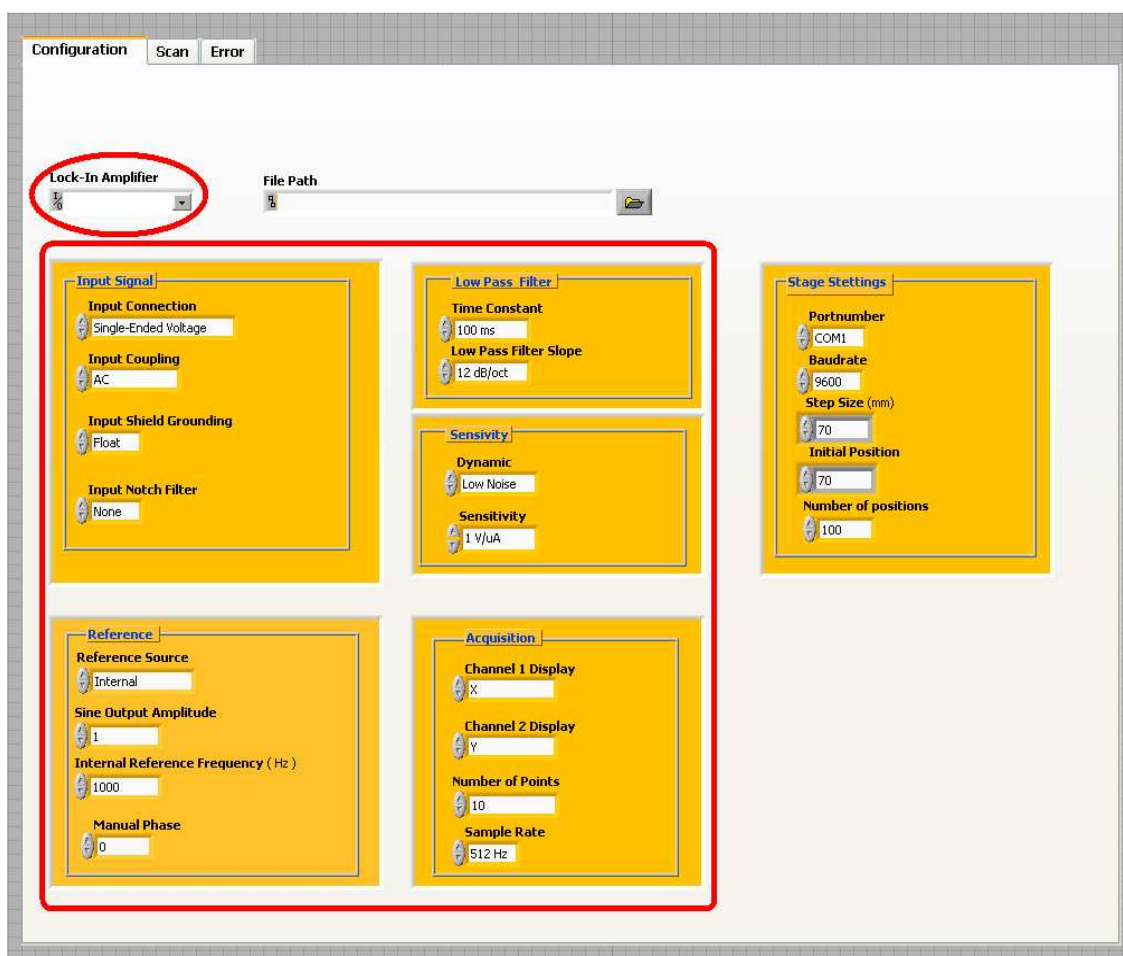 Configuration Scan Error
Lock-In Amplifier
File Path
Input Signal
Input Connection
Single-Ended Voltage
Input Coupling
AC
Input Shield Grounding
Float
Input Notch Filter
None
Low Pass Filter
Time Constant
100 ms
Low Pass Filter Slope
12 dB/oct
Sensivity
Dynamic
Low Noise
Sensitivity
1 V/uA
Stage Stettings
Portnumber
COM1
Baudrate
9600
Step Size (mm)
70
Initial Position
70
Number of positions
100
Reference
Reference Source
Internal
Sine Output Amplitude
1
Internal Reference Frequency ( Hz )
1000
Manual Phase
0
Acquisition
Channel 1 Display
X
Channel 2 Display
Y
Number of Points
10
Sample Rate
512 Hz